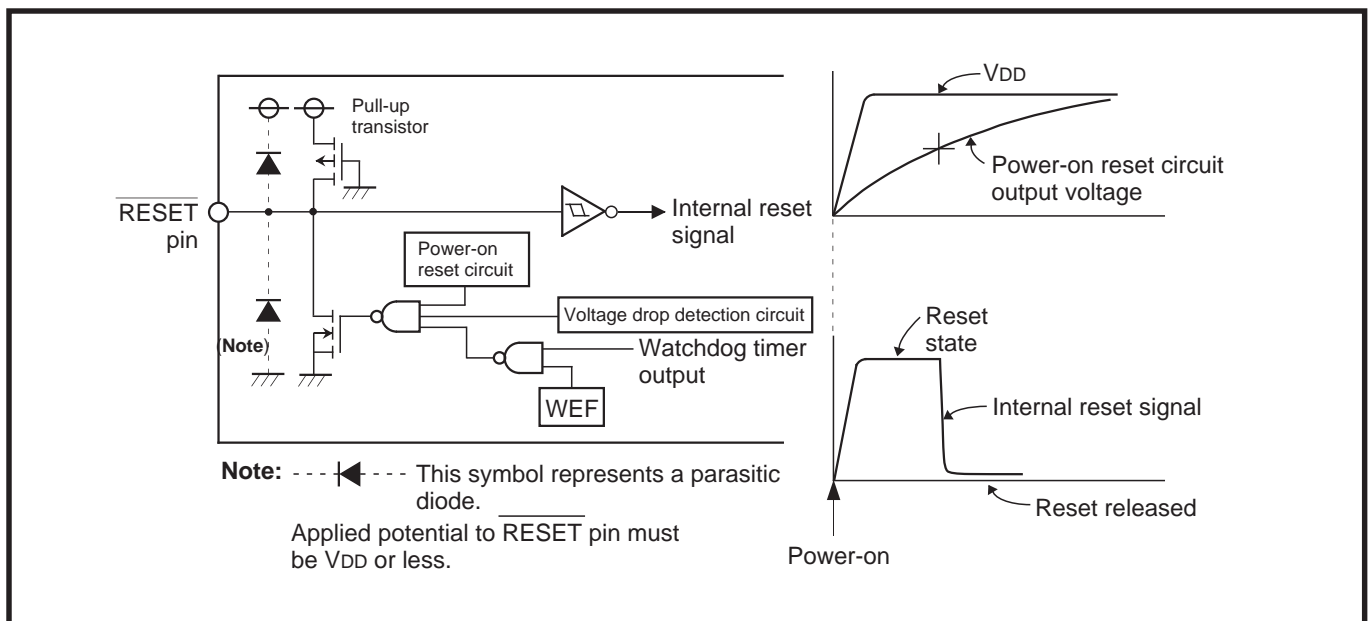 Pull-up
transistor
RESET
pin
Internal reset
signal
Power-on
reset circuit
Voltage drop detection circuit
Watchdog timer
output
WEF
(Note)
Note: This symbol represents a parasitic
diode.
Applied potential to RESET pin must
be VDD or less.
VDD
Power-on reset circuit
output voltage
Reset
state
Internal reset signal
Reset released
Power-on